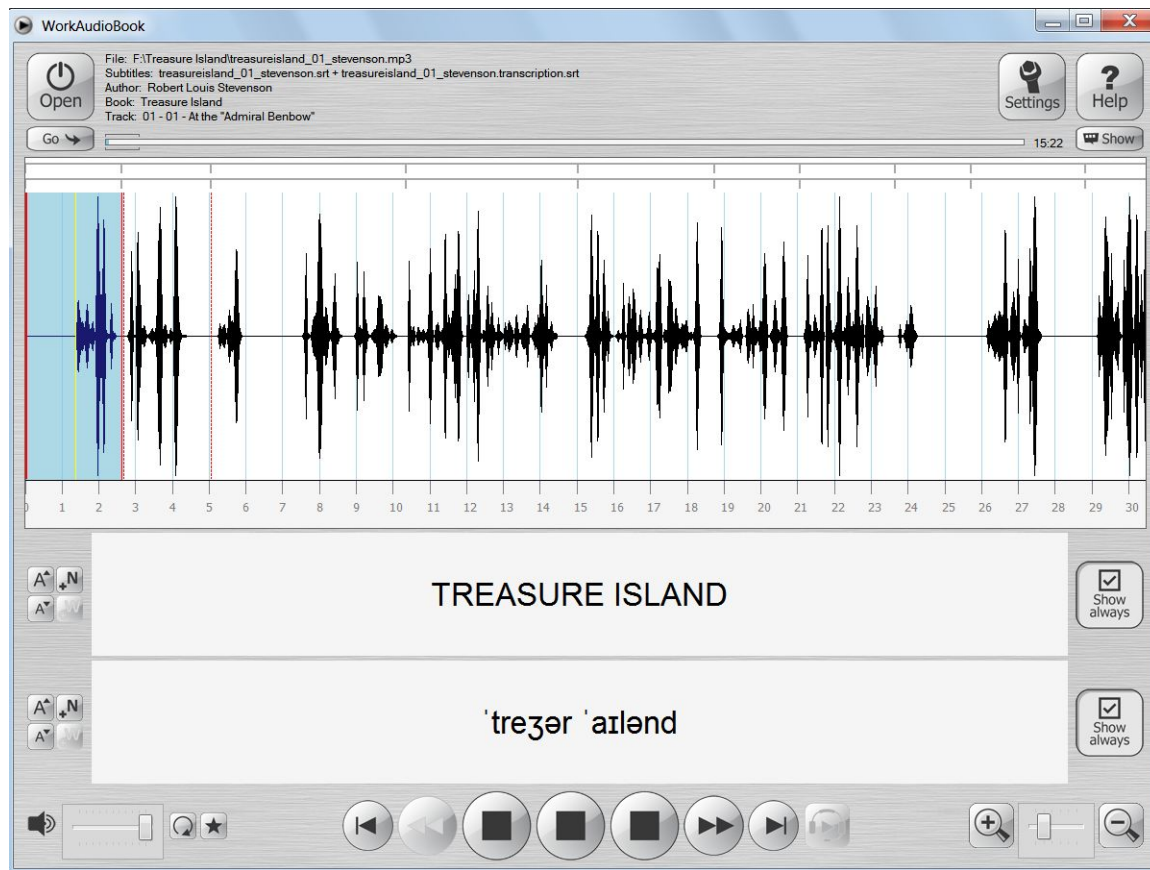 WorkAudioBook
File: F:\Treasure Island\treasureisland_01_stevenson.mp3
Subtitles: treasureisland_01_stevenson.srt + treasureisland_01_stevenson.transcription.srt
Author: Robert Louis Stevenson
Book: Treasure Island
Track: 01 - 01 - At the "Admiral Benbow"
Open
Settings
Help
Go
15:22
Show
0 1 2 3 4 5 6 7 8 9 10 11 12 13 14 15 16 17 18 19 20 21 22 23 24 25 26 27 28 29 30
A +N
A W
TREASURE ISLAND
Show always
A +N
A W
ˈtreʒər ˈaɪlənd
Show always